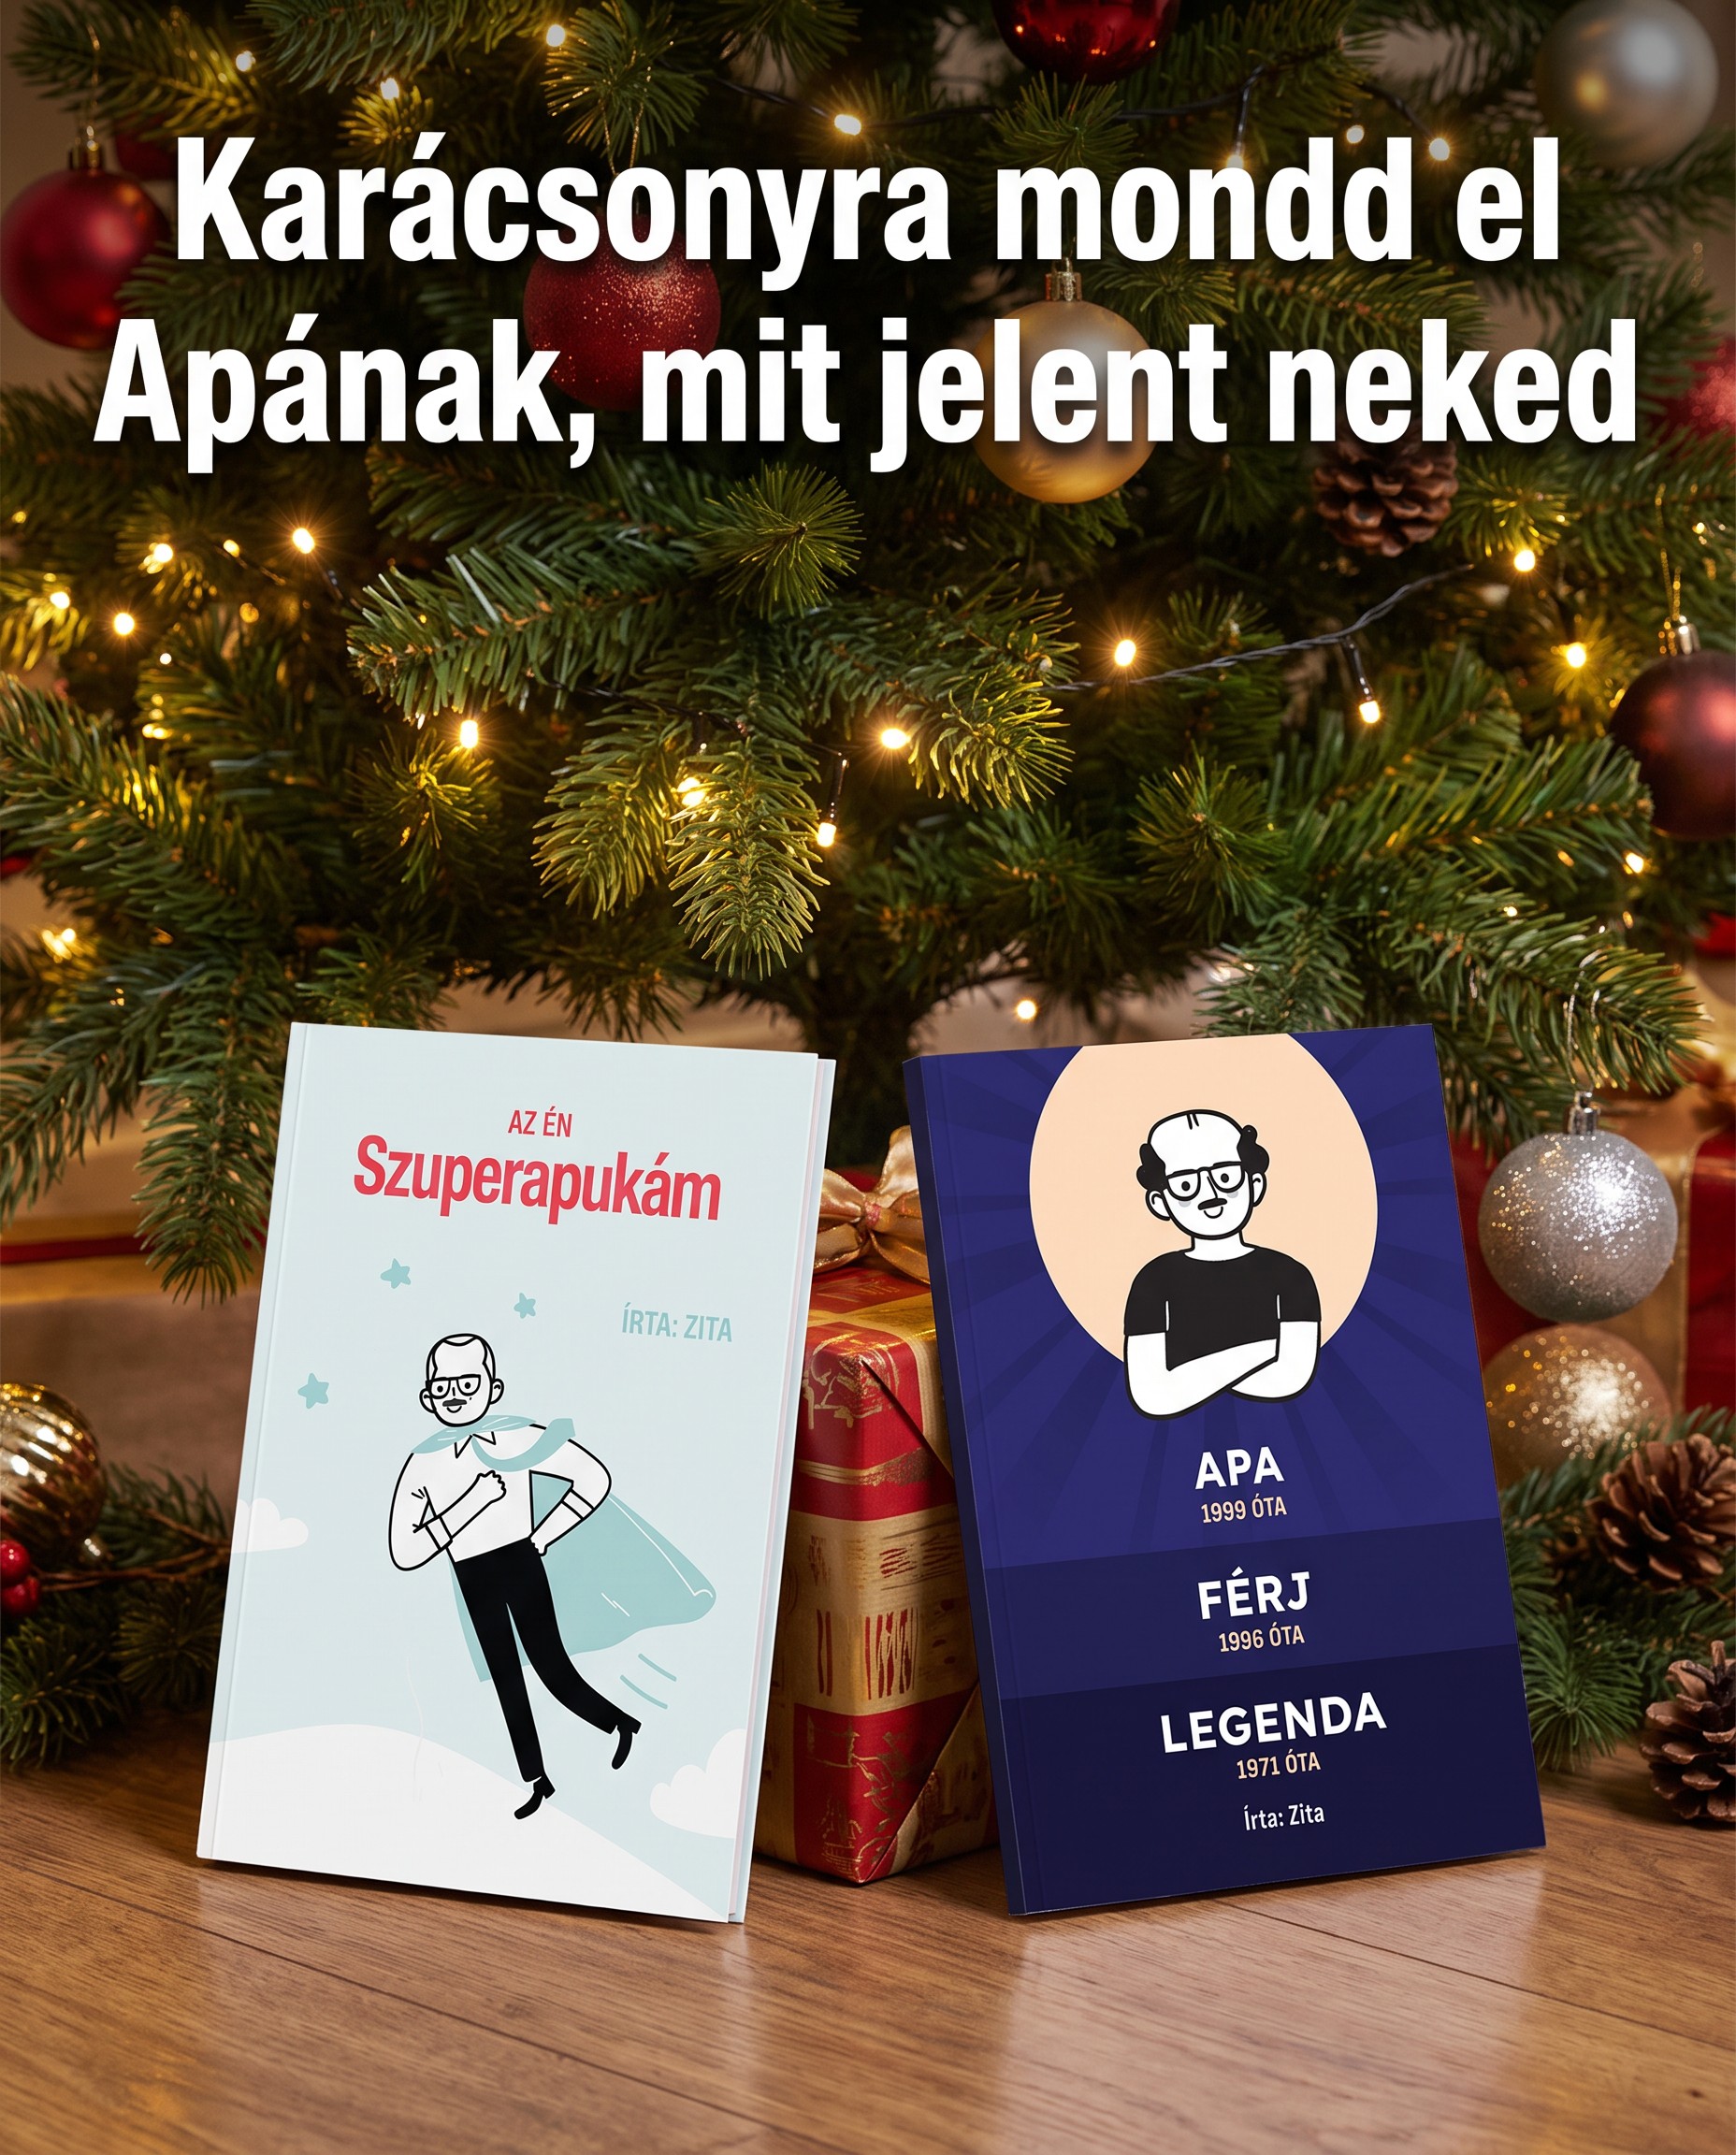 Karácsonyra mondd el
Apának, mit jelent neked
AZ ÉN
Szuperapukám
ÍRTA: ZITA
APA
1999 ÓTA
FÉRJ
1996 ÓTA
LEGENDA
1971 ÓTA
Írta: Zita